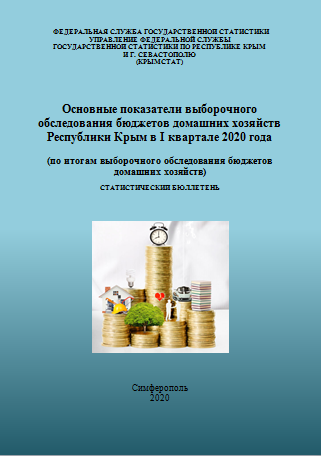 ФЕДЕРАЛЬНАЯ СЛУЖБА ГОСУДАРСТВЕННОЙ СТАТИСТИКИ
УПРАВЛЕНИЕ ФЕДЕРАЛЬНОЙ СЛУЖБЫ
ГОСУДАРСТВЕННОЙ СТАТИСТИКИ ПО РЕСПУБЛИКЕ КРЫМ
И Г. СЕВАСТОПОЛЮ
(КРЫМСТАТ)
Основные показатели выборочного
обследования бюджетов домашних хозяйств
Республики Крым в I квартале 2020 года
(по итогам выборочного обследования бюджетов
домашних хозяйств)
СТАТИСТИЧЕСКИЙ БЮЛЛЕТЕНЬ
Симферополь
2020